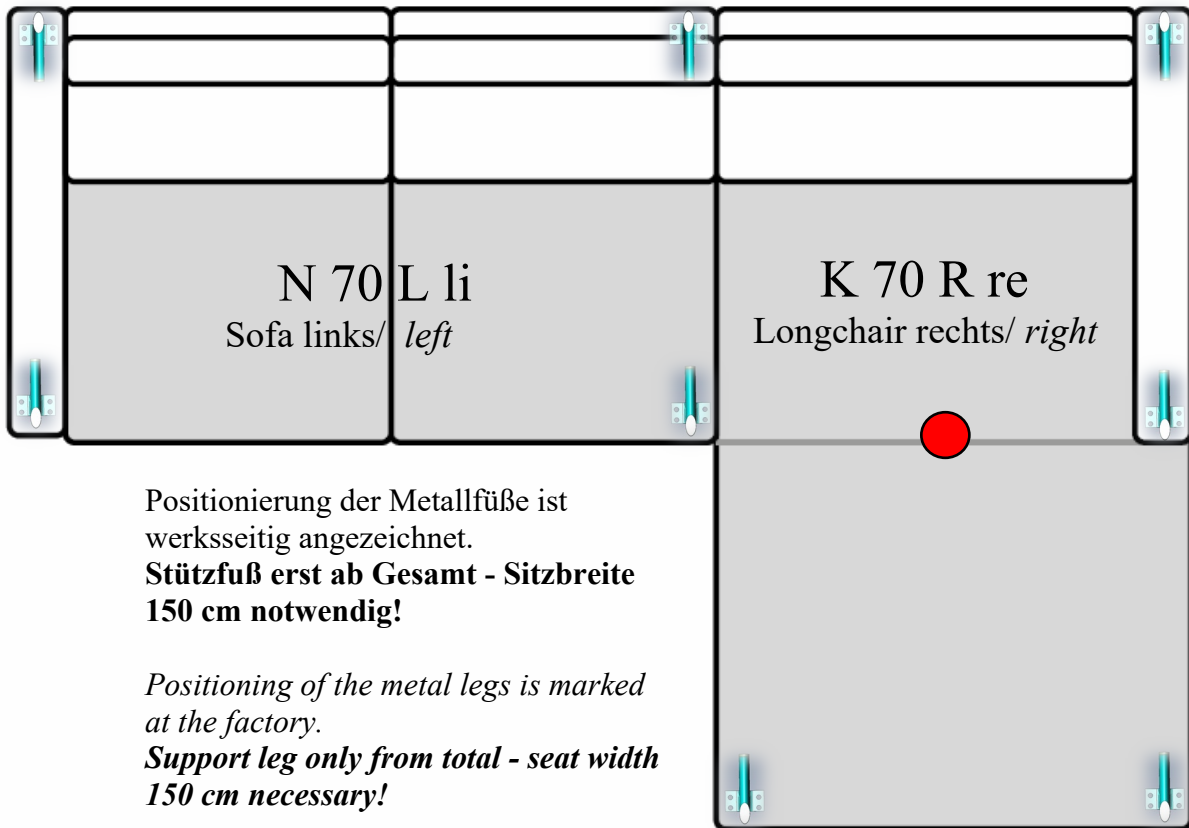 N 70 L li
Sofa links/ left
K 70 R re
Longchair rechts/ right
Positionierung der Metallfüße ist
werksseitig angezeichnet.
Stützfuß erst ab Gesamt - Sitzbreite
150 cm notwendig!
Positioning of the metal legs is marked
at the factory.
Support leg only from total - seat width
150 cm necessary!